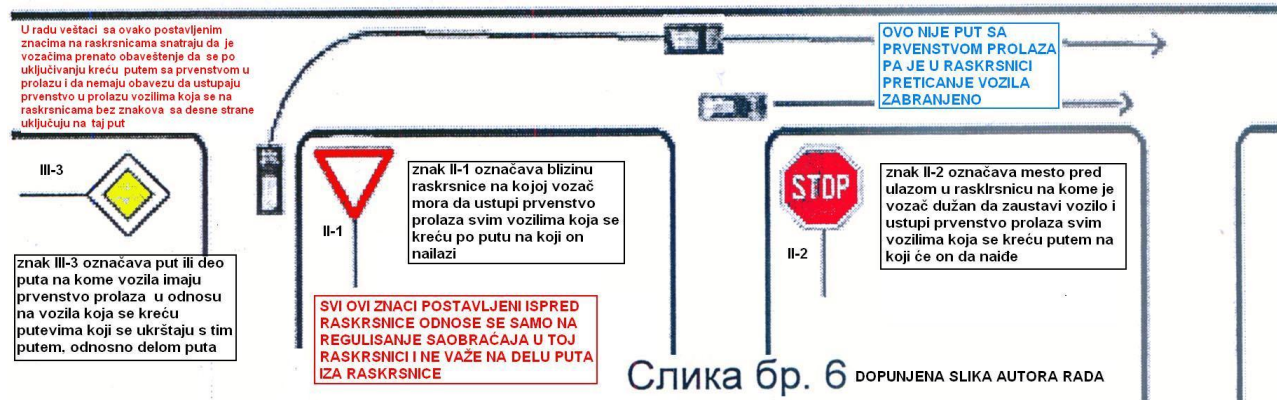 U radu veštaci sa ovako postavljenim
znacima na raskrsnicama snatraju da je
vozačima prenato obaveštenje da se po
uključivanju kreću putem sa prvenstvom u
prolazu i da nemaju obavezu da ustupaju
prvenstvo u prolazu vozilima koja se na
raskrsnicama bez znakova sa desne strane
uključuju na taj put
OVO NIJE PUT SA
PRVENSTVOM PROLAZA
PA JE U RASKRSNICI
PRETICANJE VOZILA
ZABRANJENO
III-3
znak III-3 označava put ili deo
puta na kome vozila imaju
prvenstvo prolaza u odnosu
na vozila koja se kreću
putevima koji se ukrštaju s tim
putem, odnosno delom puta
II-1
znak II-1 označava blizinu
raskrsnice na kojoj vozač
mora da ustupi prvenstvo
prolaza svim vozilima koja se
kreću po putu na koji on
nailazi
SVI OVI ZNACI POSTAVLJENI ISPRED
RASKRSNICE ODNOSE SE SAMO NA
REGULISANJE SAOBRAĆAJA U TOJ
RASKRSNICI I NE VAŽE NA DELU PUTA
IZA RASKRSNICE
STOP
II-2
znak II-2 označava mesto pred
ulazom u rasklrsnicu na kome je
vozač dužan da zaustavi vozilo i
ustupi prvenstvo prolaza svim
vozilima koja se kreću putem na
koji će on da naiđe
Слика бр. 6 DOPUNJENA SLIKA AUTORA RADA